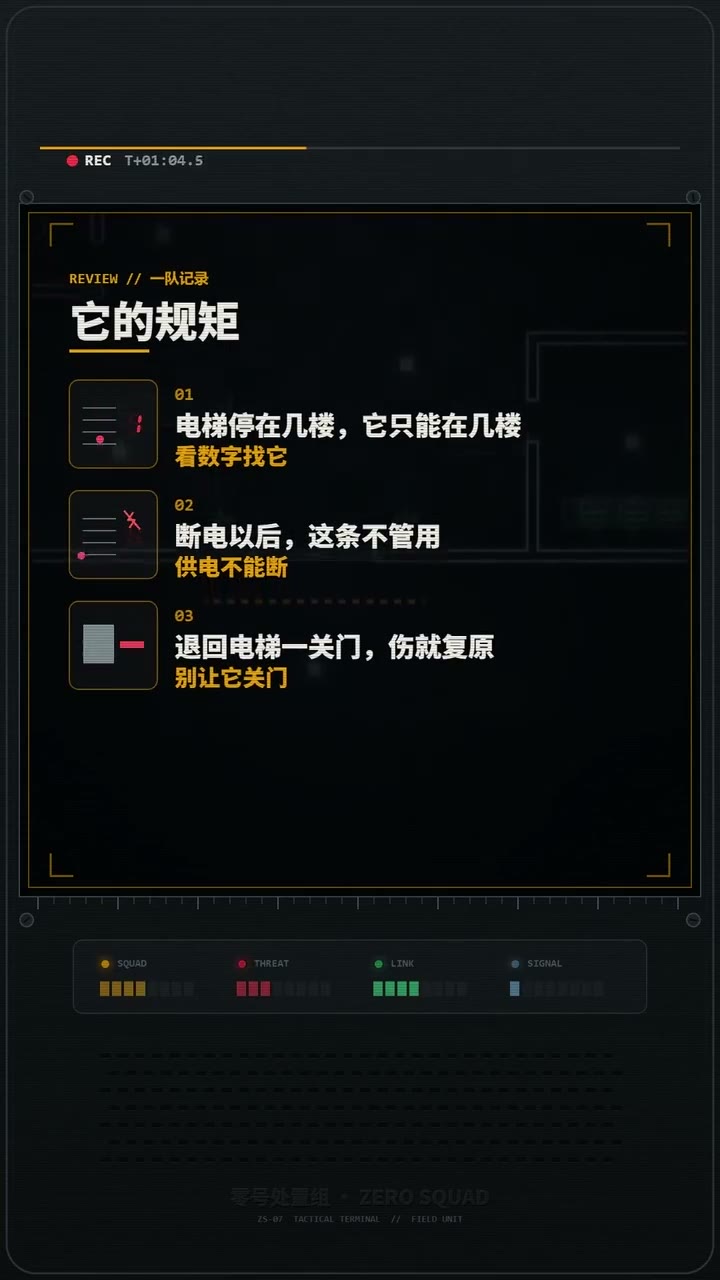 REC T+01:04.5
REVIEW // 一队记录
它的规矩
01
电梯停在几楼，它只能在几楼
看数字找它
02
断电以后，这条不管用
供电不能断
03
退回电梯一关门，伤就复原
别让它关门
SQUAD THREAT LINK SIGNAL
零号处置组 · ZERO SQUAD
ZS-07 TACTICAL TERMINAL // FIELD UNIT